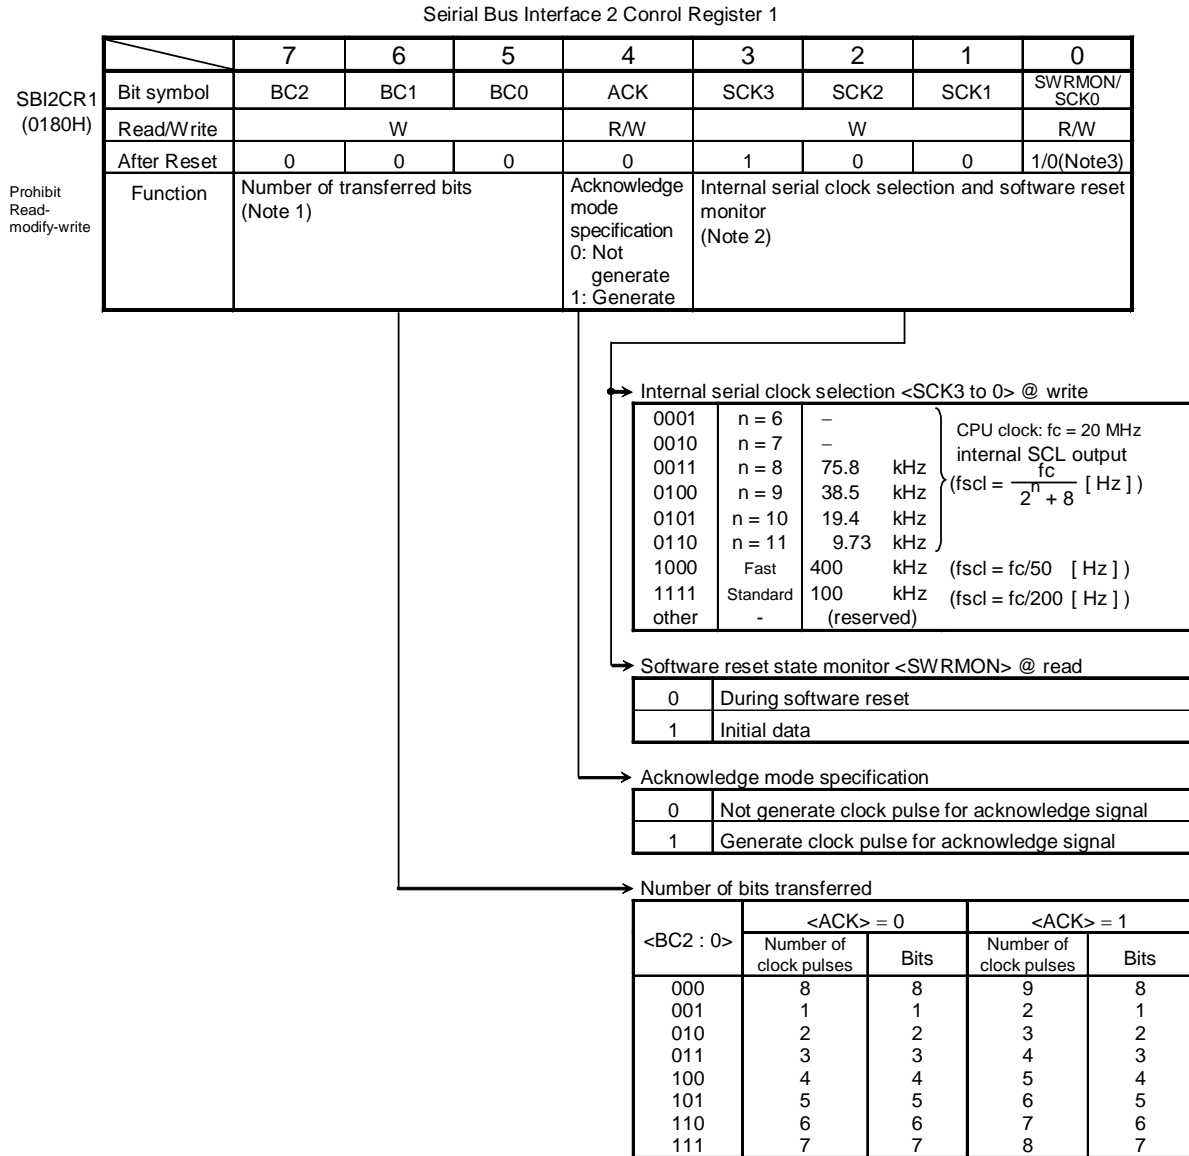 Seirial Bus Interface 2 Conrol Register 1
7 6 5 4 3 2 1 0
SBI2CR1
(0180H)
Bit symbol BC2 BC1 BC0 ACK SCK3 SCK2 SCK1 SWRMON/
SCK0
Read/Write W R/W W R/W
After Reset 0 0 0 0 1 0 0 1/0(Note3)
Prohibit
Read-
modify-write
Function
Number of transferred bits
(Note 1)
Acknowledge
mode
specification
0: Not
generate
1: Generate
Internal serial clock selection and software reset
monitor
(Note 2)
Internal serial clock selection <SCK3 to 0> @ write
0001 n = 6 –
0010 n = 7 –
0011 n = 8 75.8 kHz
0100 n = 9 38.5 kHz
0101 n = 10 19.4 kHz
0110 n = 11 9.73 kHz
1000 Fast 400 kHz (fscl = fc/50 [ Hz ] )
1111 Standard 100 kHz (fscl = fc/200 [ Hz ] )
other - (reserved)
CPU clock: fc = 20 MHz
internal SCL output
(fscl = fc / 2^n + 8 [ Hz ] )
Software reset state monitor <SWRMON> @ read
0 During software reset
1 Initial data
Acknowledge mode specification
0 Not generate clock pulse for acknowledge signal
1 Generate clock pulse for acknowledge signal
Number of bits transferred
<BC2 : 0> <ACK> = 0 <ACK> = 1
Number of
clock pulses Bits Number of
clock pulses Bits
000 8 8 9 8
001 1 1 2 1
010 2 2 3 2
011 3 3 4 3
100 4 4 5 4
101 5 5 6 5
110 6 6 7 6
111 7 7 8 7